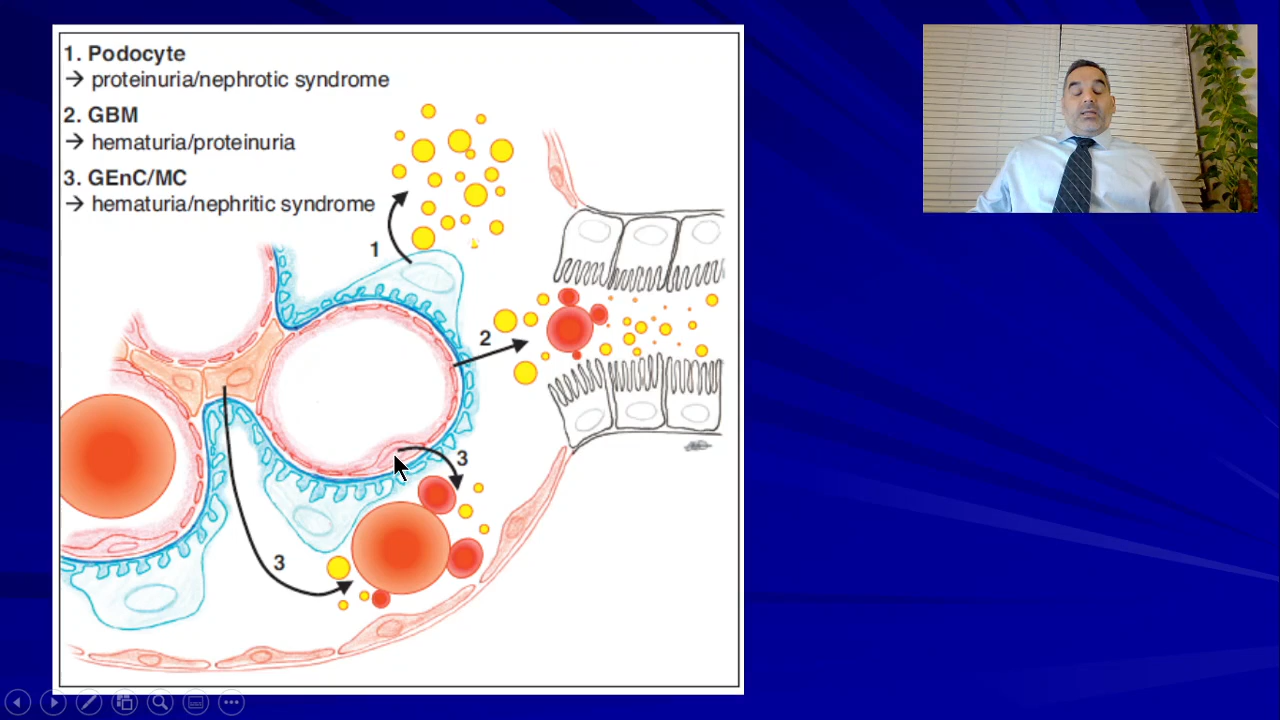 1. Podocyte
→ proteinuria/nephrotic syndrome
2. GBM
→ hematuria/proteinuria
3. GEnC/MC
→ hematuria/nephritic syndrome
1
2
3
3